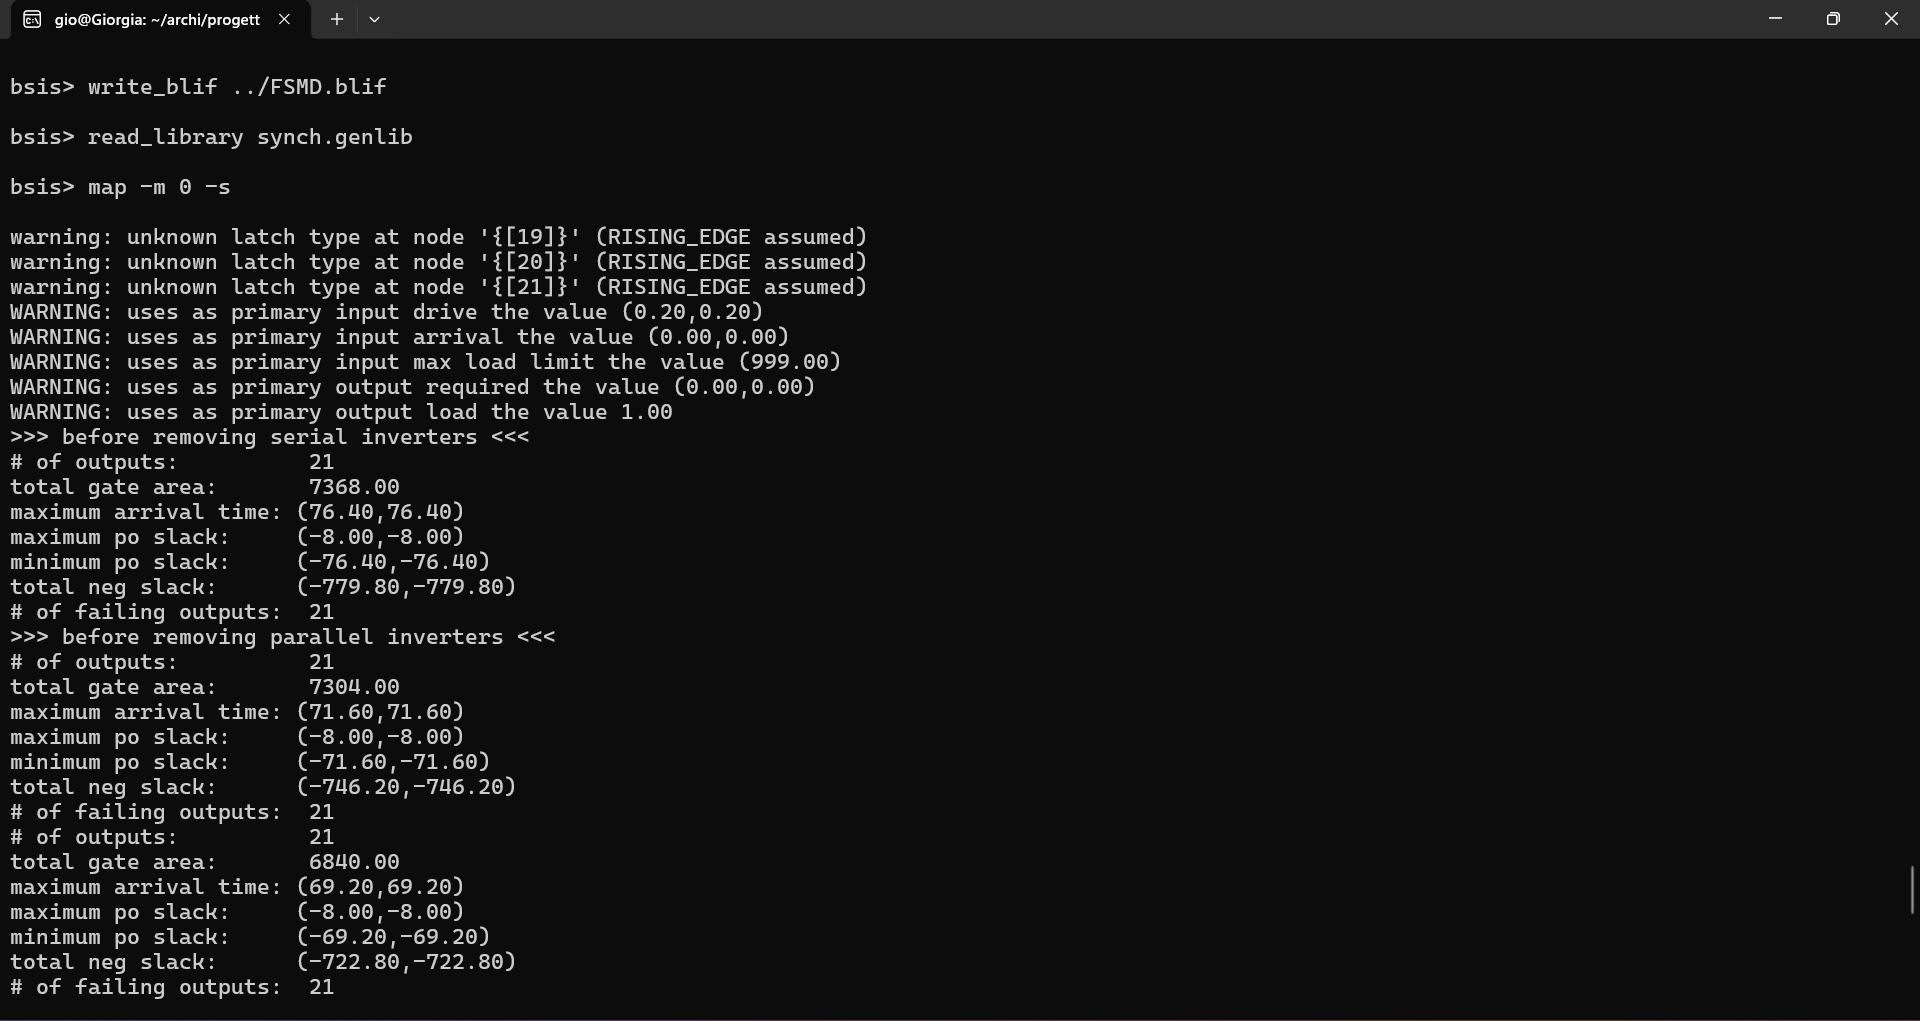 gio@Giorgia: ~/archi/progett
bsis> write_blif ../FSMD.blif
bsis> read_library synch.genlib
bsis> map -m 0 -s
warning: unknown latch type at node '{[19]}' (RISING_EDGE assumed)
warning: unknown latch type at node '{[20]}' (RISING_EDGE assumed)
warning: unknown latch type at node '{[21]}' (RISING_EDGE assumed)
WARNING: uses as primary input drive the value (0.20,0.20)
WARNING: uses as primary input arrival the value (0.00,0.00)
WARNING: uses as primary input max load limit the value (999.00)
WARNING: uses as primary output required the value (0.00,0.00)
WARNING: uses as primary output load the value 1.00
>>> before removing serial inverters <<<
# of outputs:          21
total gate area:       7368.00
maximum arrival time: (76.40,76.40)
maximum po slack:     (-8.00,-8.00)
minimum po slack:     (-76.40,-76.40)
total neg slack:      (-779.80,-779.80)
# of failing outputs:  21
>>> before removing parallel inverters <<<
# of outputs:          21
total gate area:       7304.00
maximum arrival time: (71.60,71.60)
maximum po slack:     (-8.00,-8.00)
minimum po slack:     (-71.60,-71.60)
total neg slack:      (-746.20,-746.20)
# of failing outputs:  21
# of outputs:          21
total gate area:       6840.00
maximum arrival time: (69.20,69.20)
maximum po slack:     (-8.00,-8.00)
minimum po slack:     (-69.20,-69.20)
total neg slack:      (-722.80,-722.80)
# of failing outputs:  21